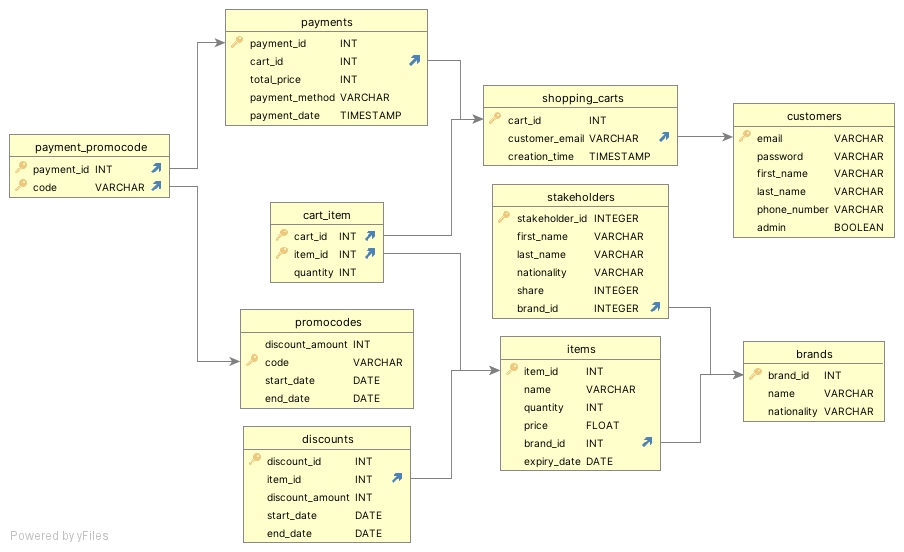 payments
payment_id INT
cart_id INT
total_price INT
payment_method VARCHAR
payment_date TIMESTAMP
shopping_carts
cart_id INT
customer_email VARCHAR
creation_time TIMESTAMP
customers
email VARCHAR
password VARCHAR
first_name VARCHAR
last_name VARCHAR
phone_number VARCHAR
admin BOOLEAN
payment_promocode
payment_id INT
code VARCHAR
stakeholders
stakeholder_id INTEGER
first_name VARCHAR
last_name VARCHAR
nationality VARCHAR
share INTEGER
brand_id INTEGER
cart_item
cart_id INT
item_id INT
quantity INT
promocodes
discount_amount INT
code VARCHAR
start_date DATE
end_date DATE
items
item_id INT
name VARCHAR
quantity INT
price FLOAT
brand_id INT
expiry_date DATE
brands
brand_id INT
name VARCHAR
nationality VARCHAR
discounts
discount_id INT
item_id INT
discount_amount INT
start_date DATE
end_date DATE
Powered by yFiles